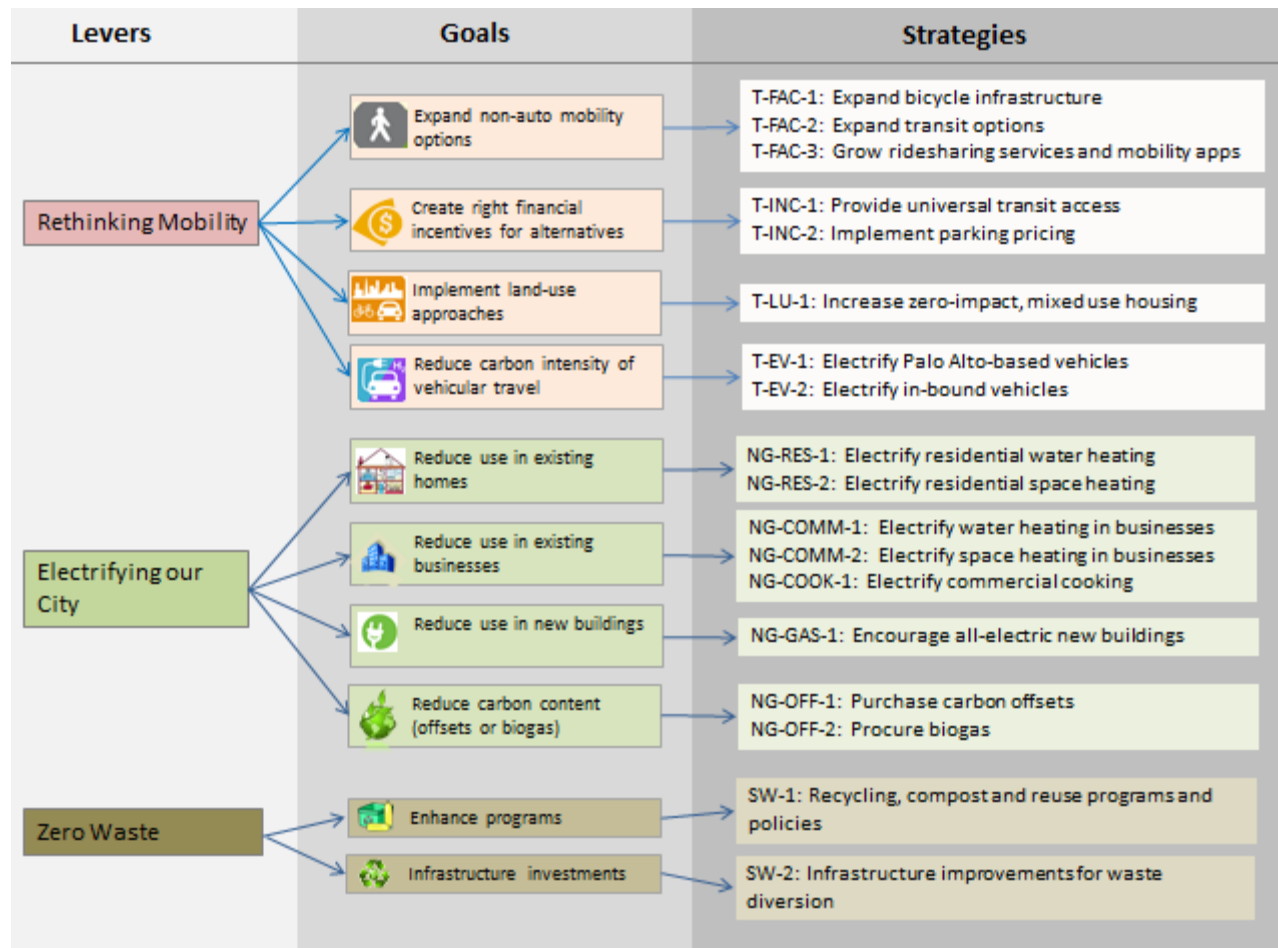 Levers
Goals
Strategies
Rethinking Mobility
Expand non-auto mobility
options
T-FAC-1: Expand bicycle infrastructure
T-FAC-2: Expand transit options
T-FAC-3: Grow ridesharing services and mobility apps
Create right financial
incentives for alternatives
T-INC-1: Provide universal transit access
T-INC-2: Implement parking pricing
Implement land-use
approaches
T-LU-1: Increase zero-impact, mixed use housing
Reduce carbon intensity of
vehicular travel
T-EV-1: Electrify Palo Alto-based vehicles
T-EV-2: Electrify in-bound vehicles
Electrifying our
City
Reduce use in existing
homes
NG-RES-1: Electrify residential water heating
NG-RES-2: Electrify residential space heating
Reduce use in existing
businesses
NG-COMM-1: Electrify water heating in businesses
NG-COMM-2: Electrify space heating in businesses
NG-COOK-1: Electrify commercial cooking
Reduce use in new buildings
NG-GAS-1: Encourage all-electric new buildings
Reduce carbon content
(offsets or biogas)
NG-OFF-1: Purchase carbon offsets
NG-OFF-2: Procure biogas
Zero Waste
Enhance programs
SW-1: Recycling, compost and reuse programs and
policies
Infrastructure investments
SW-2: Infrastructure improvements for waste
diversion